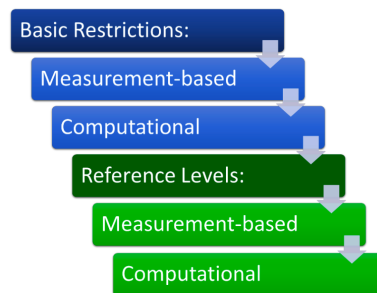 Basic Restrictions:
Measurement-based
Computational
Reference Levels:
Measurement-based
Computational